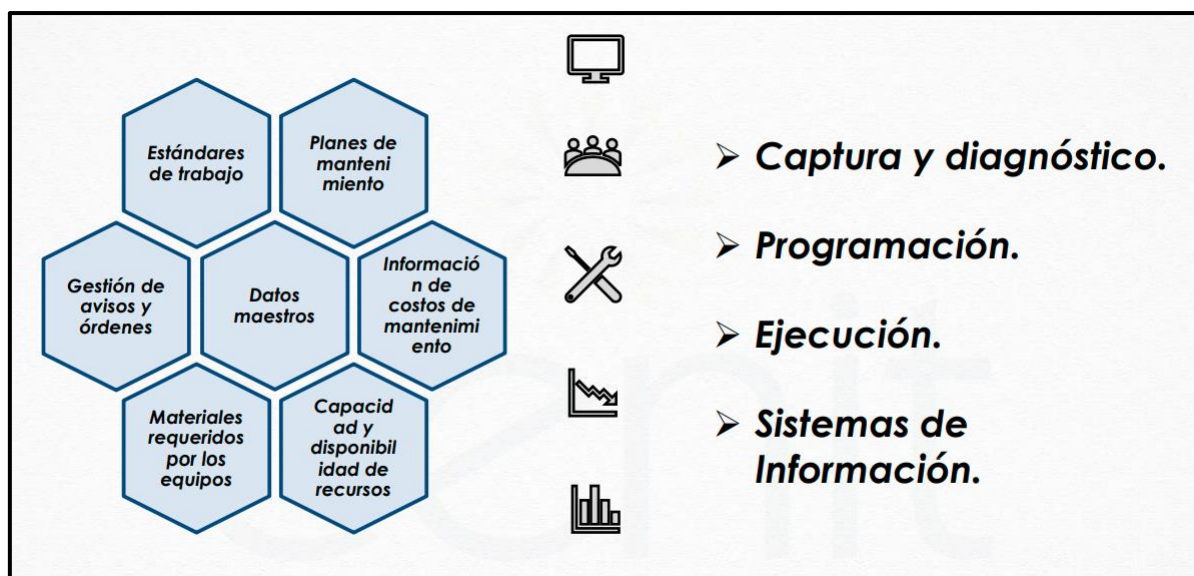 Estándares
de trabajo
Planes de
manteni
miento
Gestión de
avisos y
órdenes
Datos
maestros
Informació
n de
costos de
mantenimi
ento
Materiales
requeridos
por los
equipos
Capacid
ad y
disponibil
idad de
recursos
➢ Captura y diagnóstico.
➢ Programación.
➢ Ejecución.
➢ Sistemas de
Información.